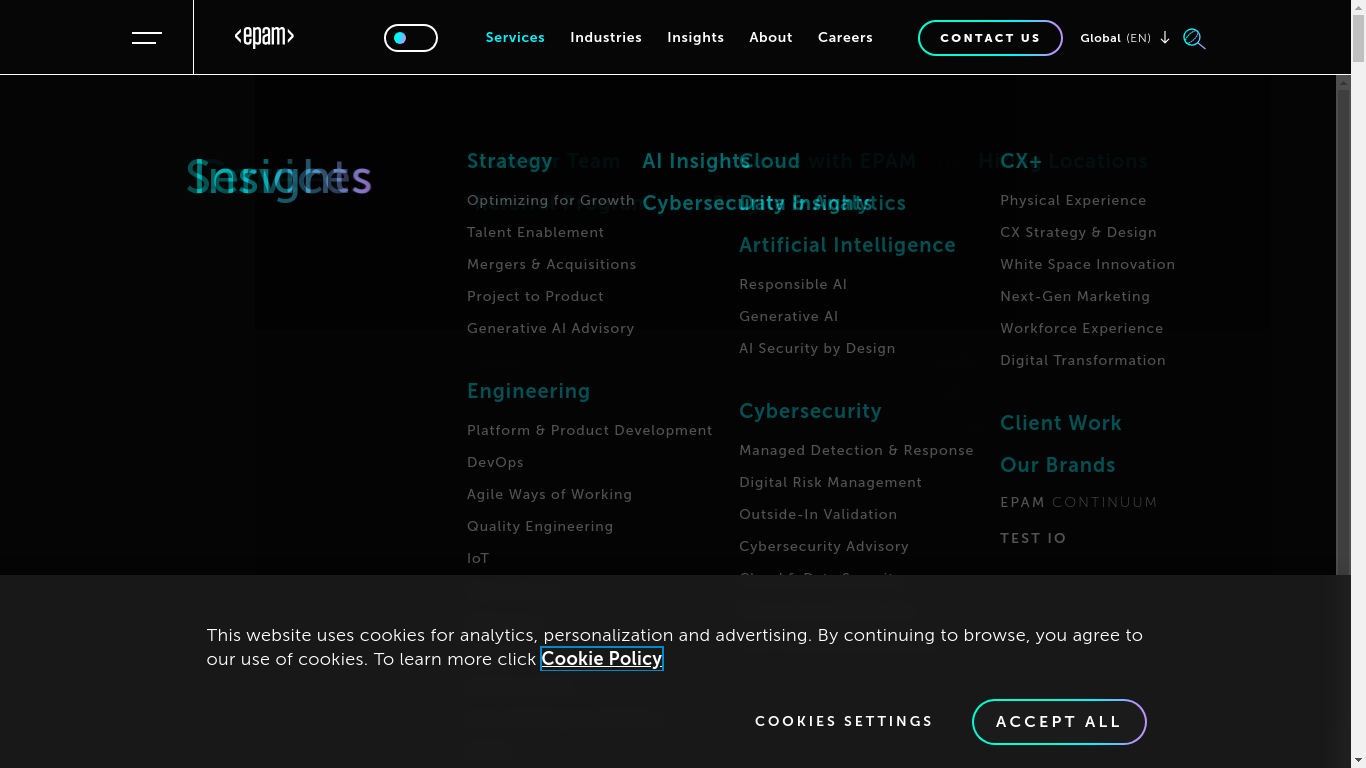 <epam>
Services
Industries
Insights
About
Careers
CONTACT US
Global (EN)
Insights
Strategy
Optimizing for Growth
Talent Enablement
Mergers & Acquisitions
Project to Product
Generative AI Advisory
Engineering
Platform & Product Development
DevOps
Agile Ways of Working
Quality Engineering
IoT
AI Insights
Cybersecurity Insights
Cloud
Data & Analytics
Artificial Intelligence
Responsible AI
Generative AI
AI Security by Design
Cybersecurity
Managed Detection & Response
Digital Risk Management
Outside-In Validation
Cybersecurity Advisory
CX+
Physical Experience
CX Strategy & Design
White Space Innovation
Next-Gen Marketing
Workforce Experience
Digital Transformation
Client Work
Our Brands
EPAM CONTINUUM
TEST IO
This website uses cookies for analytics, personalization and advertising. By continuing to browse, you agree to
our use of cookies. To learn more click Cookie Policy
COOKIES SETTINGS
ACCEPT ALL